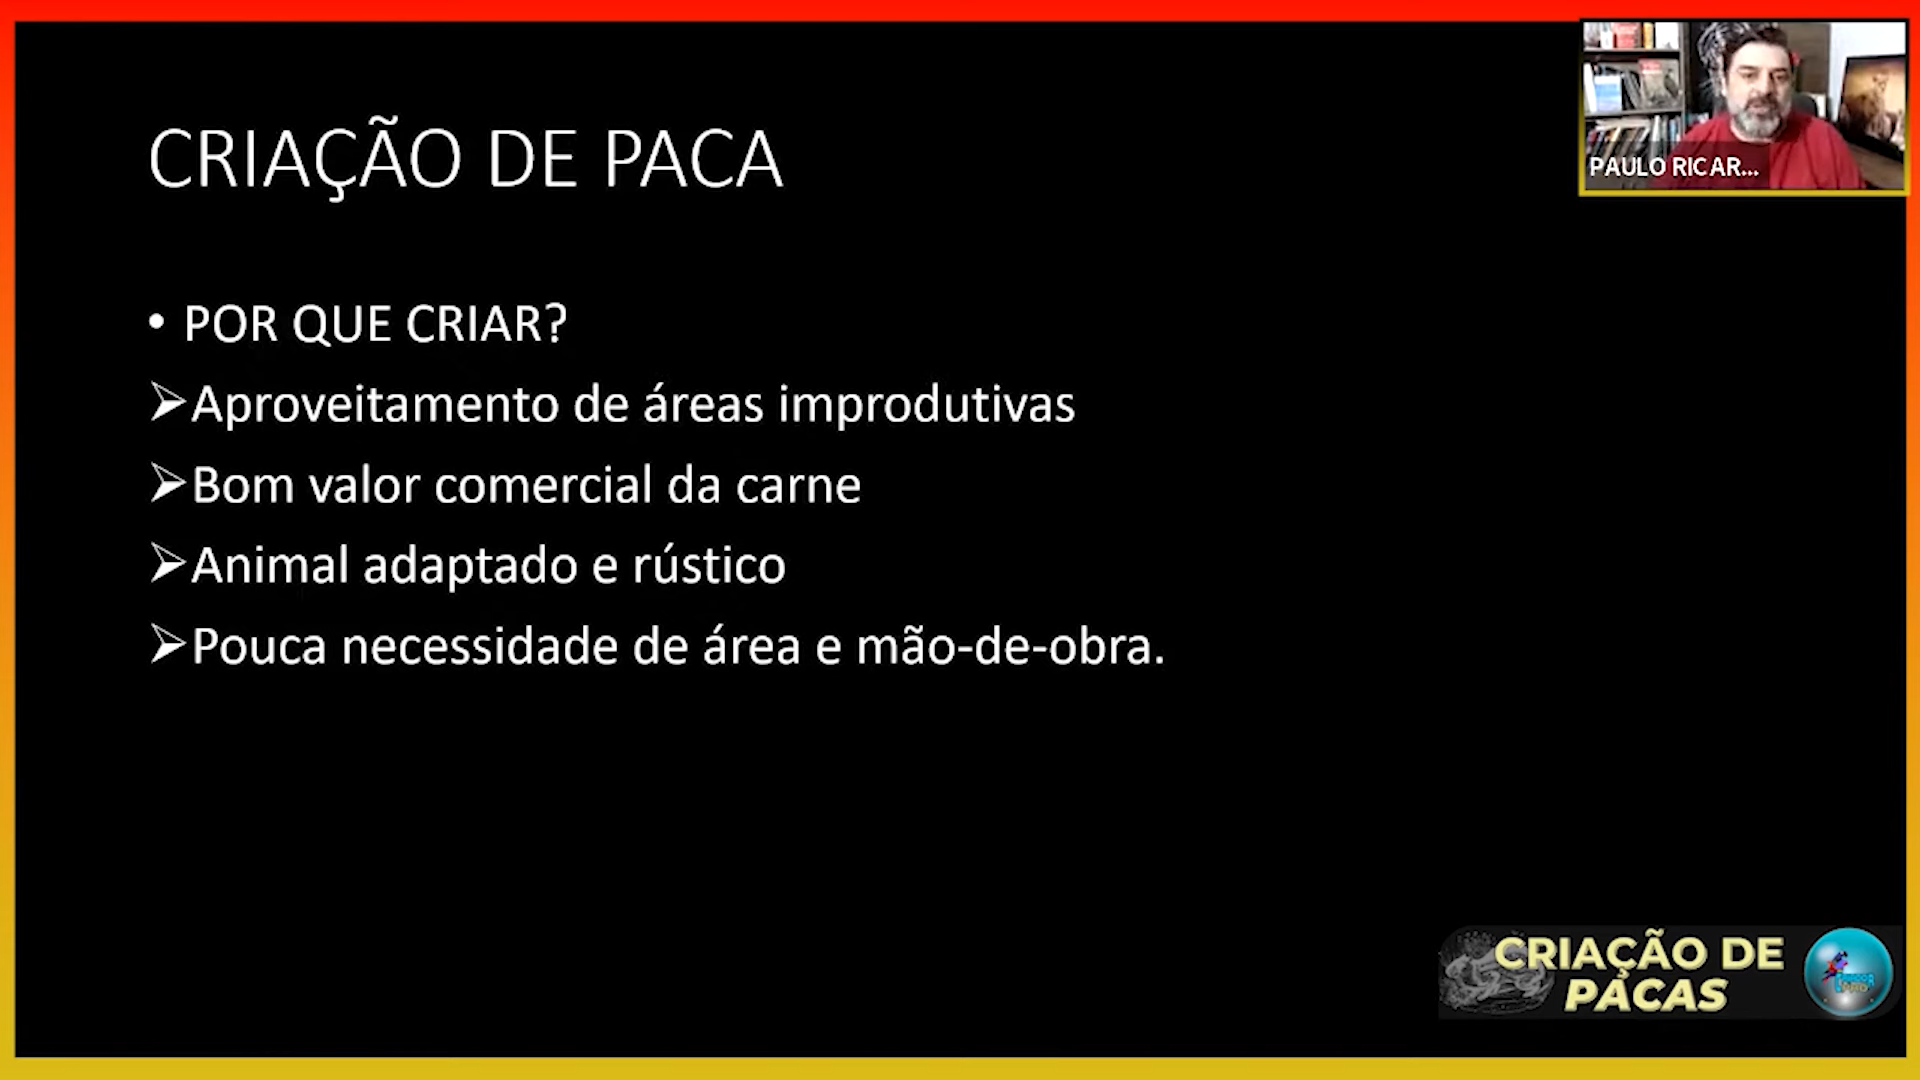 CRIAÇÃO DE PACA
PAULO RICAR...
• POR QUE CRIAR?
➢Aproveitamento de áreas improdutivas
➢Bom valor comercial da carne
➢Animal adaptado e rústico
➢Pouca necessidade de área e mão-de-obra.
CRIAÇÃO DE
PACAS